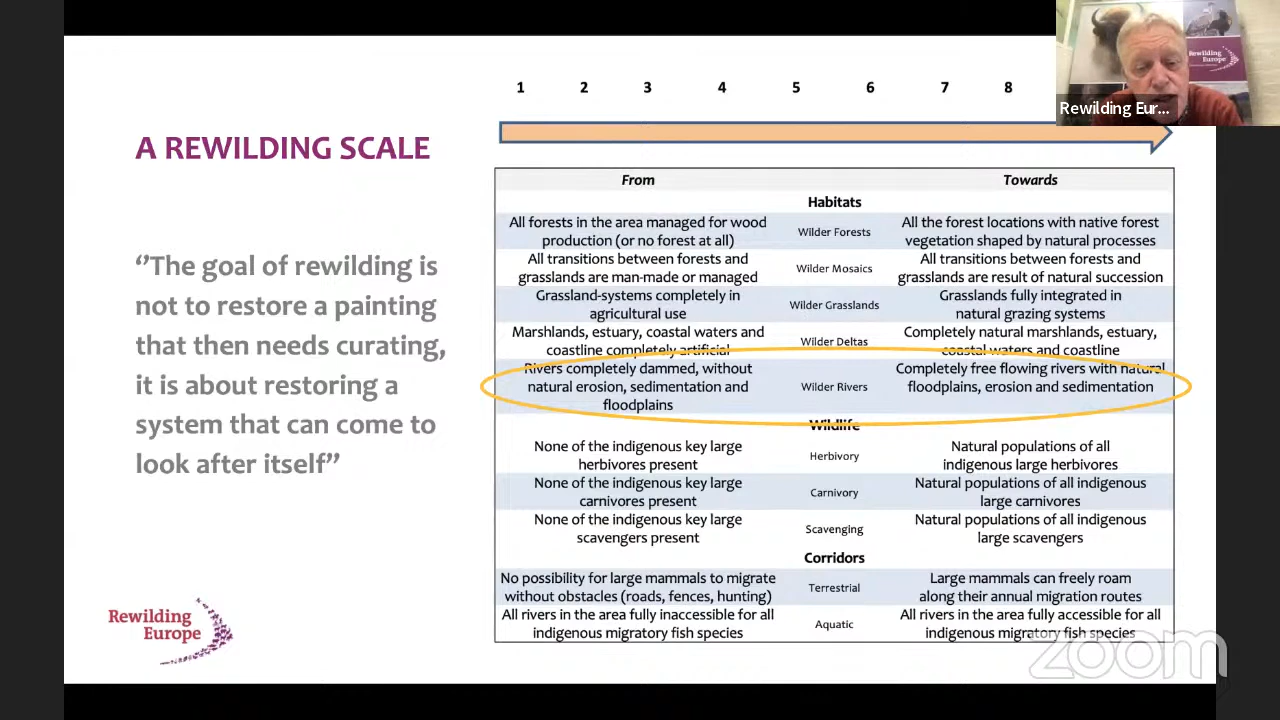 1 2 3 4 5 6 7 8
Rewilding Europe
Rewilding Eur...
A REWILDING SCALE
‘’The goal of rewilding is
not to restore a painting
that then needs curating,
it is about restoring a
system that can come to
look after itself”
From Towards
Habitats
All forests in the area managed for wood
production (or no forest at all)
Wilder Forests
All the forest locations with native forest
vegetation shaped by natural processes
All transitions between forests and
grasslands are man-made or managed
Wilder Mosaics
All transitions between forests and
grasslands are result of natural succession
Grassland-systems completely in
agricultural use
Wilder Grasslands
Grasslands fully integrated in
natural grazing systems
Marshlands, estuary, coastal waters and
coastline completely artificial
Wilder Deltas
Completely natural marshlands, estuary,
coastal waters and coastline
Rivers completely dammed, without
natural erosion, sedimentation and
floodplains
Wilder Rivers
Completely free flowing rivers with natural
floodplains, erosion and sedimentation
Wildlife
None of the indigenous key large
herbivores present
Herbivory
Natural populations of all
indigenous large herbivores
None of the indigenous key large
carnivores present
Carnivory
Natural populations of all indigenous
large carnivores
None of the indigenous key large
scavengers present
Scavenging
Natural populations of all indigenous
large scavengers
Corridors
No possibility for large mammals to migrate
without obstacles (roads, fences, hunting)
Terrestrial
Large mammals can freely roam
along their annual migration routes
All rivers in the area fully inaccessible for all
indigenous migratory fish species
Aquatic
All rivers in the area fully accessible for all
indigenous migratory fish species
Rewilding
Europe
zoom